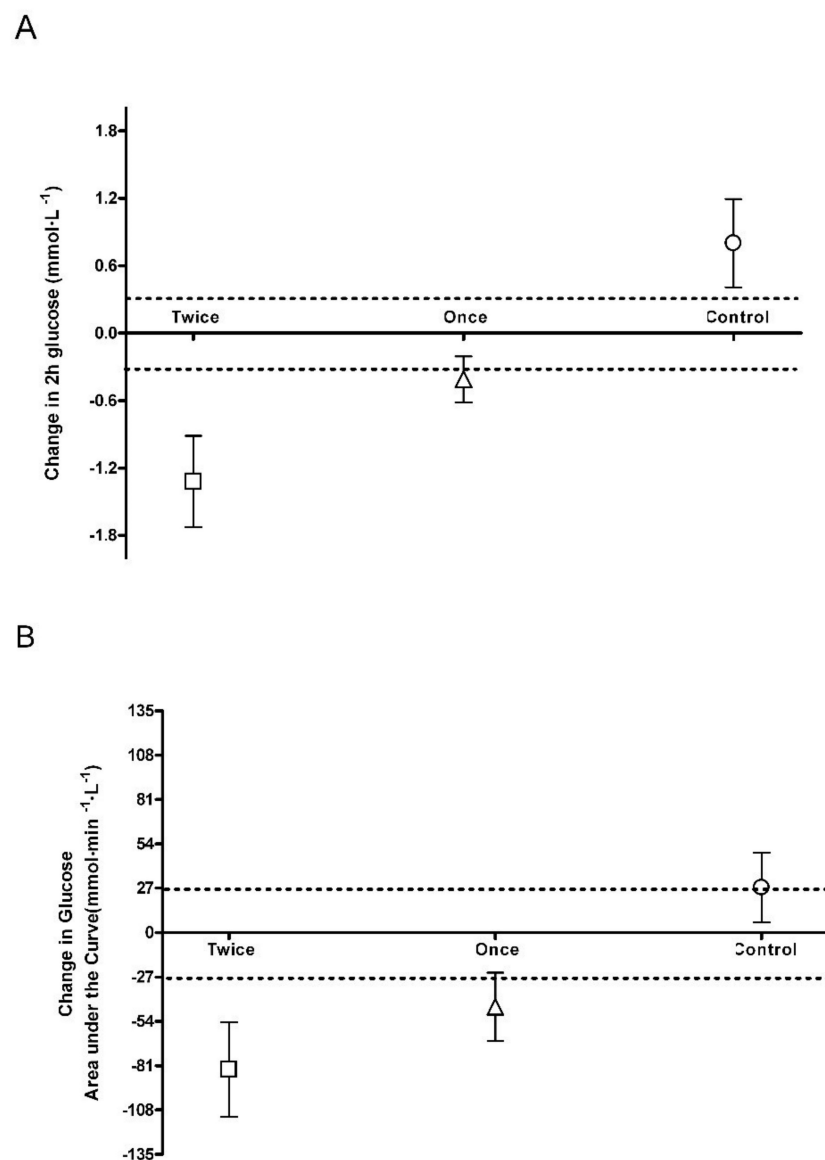 A
Change in 2h glucose (mmol·L -1)
1.8
1.2
0.6
0.0
-0.6
-1.2
-1.8
Twice
Once
Control
B
Change in Glucose
Area under the Curve(mmol·min -1·L-1)
135
108
81
54
27
0
-27
-54
-81
-108
-135
Twice
Once
Control